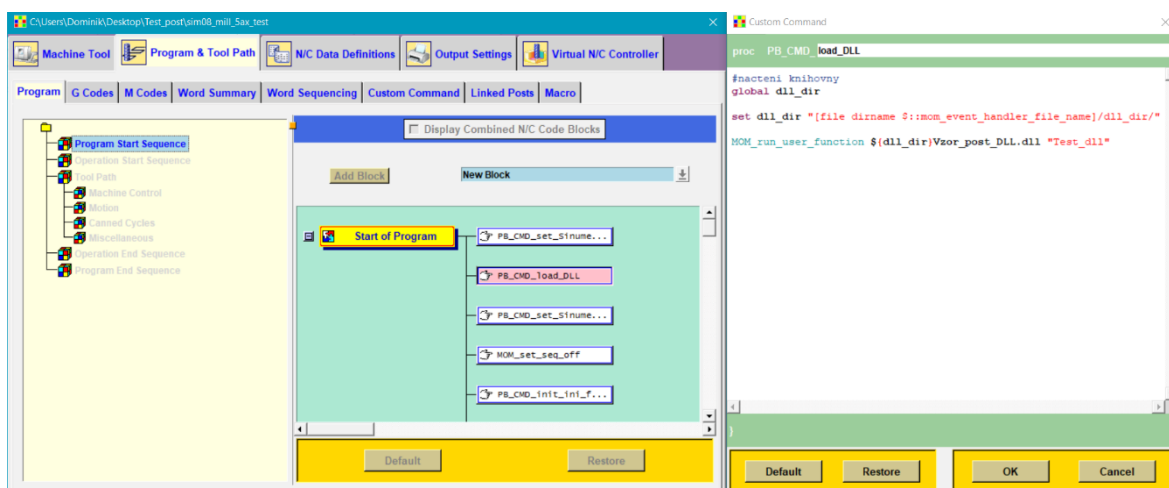 C:\Users\Dominik\Desktop\Test_post\sim08_mill_5ax_test
Machine Tool Program & Tool Path N/C Data Definitions Output Settings Virtual N/C Controller
Program G Codes M Codes Word Summary Word Sequencing Custom Command Linked Posts Macro
Program Start Sequence
Operation Start Sequence
Tool Path
Machine Control
Motion
Canned Cycles
Miscellaneous
Operation End Sequence
Program End Sequence
Display Combined N/C Code Blocks
Add Block New Block
Start of Program
PB_CMD_set_Sinume...
PB_CMD_load_DLL
PB_CMD_set_Sinume...
MOM_set_seq_off
PB_CMD_init_ini_f...
Default Restore
Custom Command
proc PB_CMD_ load_DLL
#nacteni knihovny
global dll_dir
set dll_dir "[file dirname $::mom_event_handler_file_name]/dll_dir/"
MOM_run_user_function ${dll_dir}Vzor_post_DLL.dll "Test_dll"
}
Default Restore OK Cancel